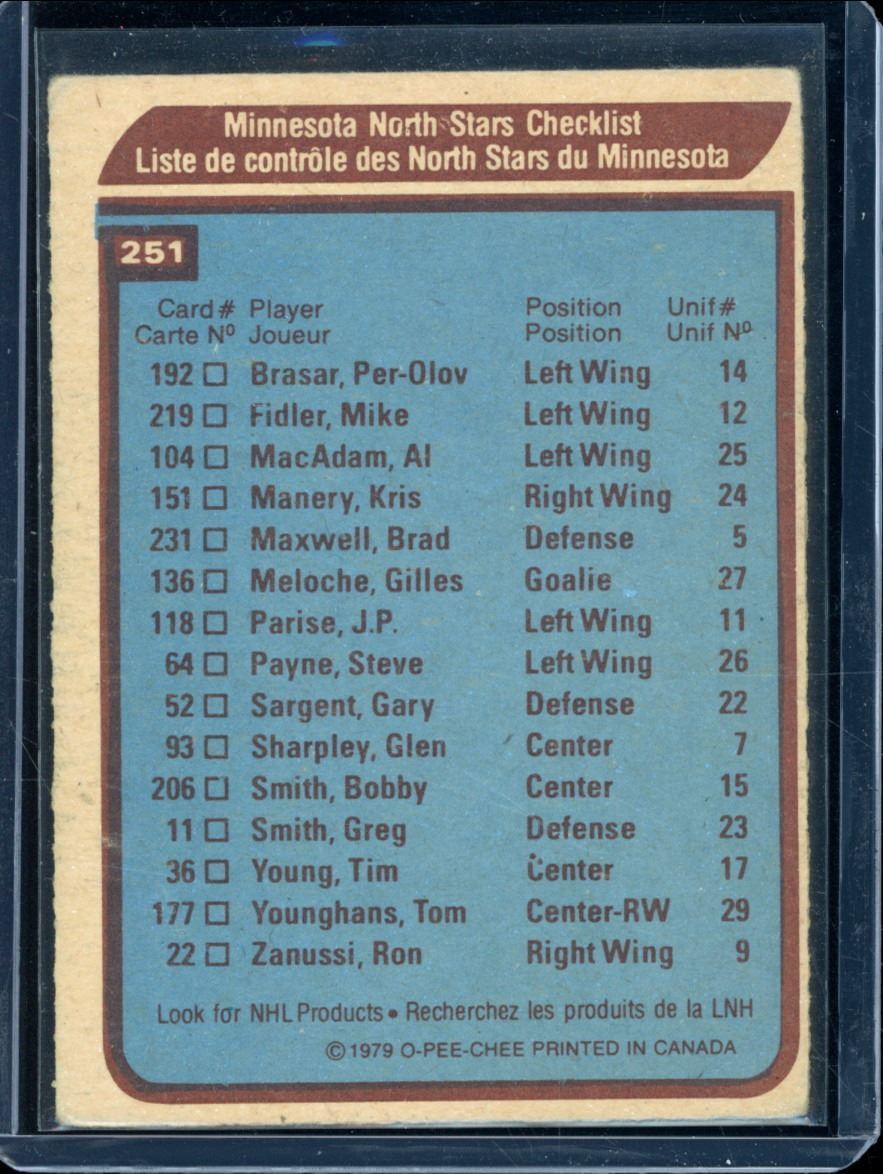 Minnesota North Stars Checklist
Liste de contrôle des North Stars du Minnesota
251
Card # Player Position Unif #
Carte Nº Joueur Position Unif Nº
192 □ Brasar, Per-Olov Left Wing 14
219 □ Fidler, Mike Left Wing 12
104 □ MacAdam, Al Left Wing 25
151 □ Manery, Kris Right Wing 24
231 □ Maxwell, Brad Defense 5
136 □ Meloche, Gilles Goalie 27
118 □ Parise, J.P. Left Wing 11
64 □ Payne, Steve Left Wing 26
52 □ Sargent, Gary Defense 22
93 □ Sharpley, Glen Center 7
206 □ Smith, Bobby Center 15
11 □ Smith, Greg Defense 23
36 □ Young, Tim Center 17
177 □ Younghans, Tom Center-RW 29
22 □ Zanussi, Ron Right Wing 9
Look for NHL Products • Recherchez les produits de la LNH
© 1979 O-PEE-CHEE PRINTED IN CANADA